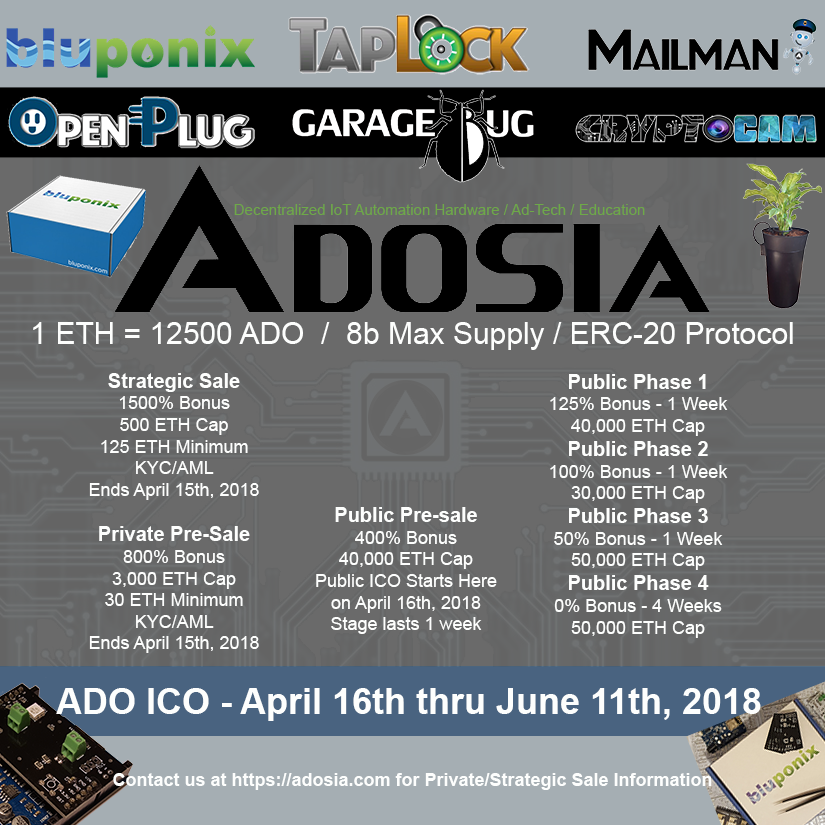 bluponix
TAPLOCK
MAILMAN
OPEN PLUG
GARAGE BUG
CRYPTOCAM
bluponix
bluponix.com
Decentralized IoT Automation Hardware / Ad-Tech / Education
ADOSIA
1 ETH = 12500 ADO / 8b Max Supply / ERC-20 Protocol
Strategic Sale
1500% Bonus
500 ETH Cap
125 ETH Minimum
KYC/AML
Ends April 15th, 2018
Private Pre-Sale
800% Bonus
3,000 ETH Cap
30 ETH Minimum
KYC/AML
Ends April 15th, 2018
Public Pre-sale
400% Bonus
40,000 ETH Cap
Public ICO Starts Here
on April 16th, 2018
Stage lasts 1 week
Public Phase 1
125% Bonus - 1 Week
40,000 ETH Cap
Public Phase 2
100% Bonus - 1 Week
30,000 ETH Cap
Public Phase 3
50% Bonus - 1 Week
50,000 ETH Cap
Public Phase 4
0% Bonus - 4 Weeks
50,000 ETH Cap
ADO ICO - April 16th thru June 11th, 2018
Contact us at https://adosia.com for Private/Strategic Sale Information
bluponix